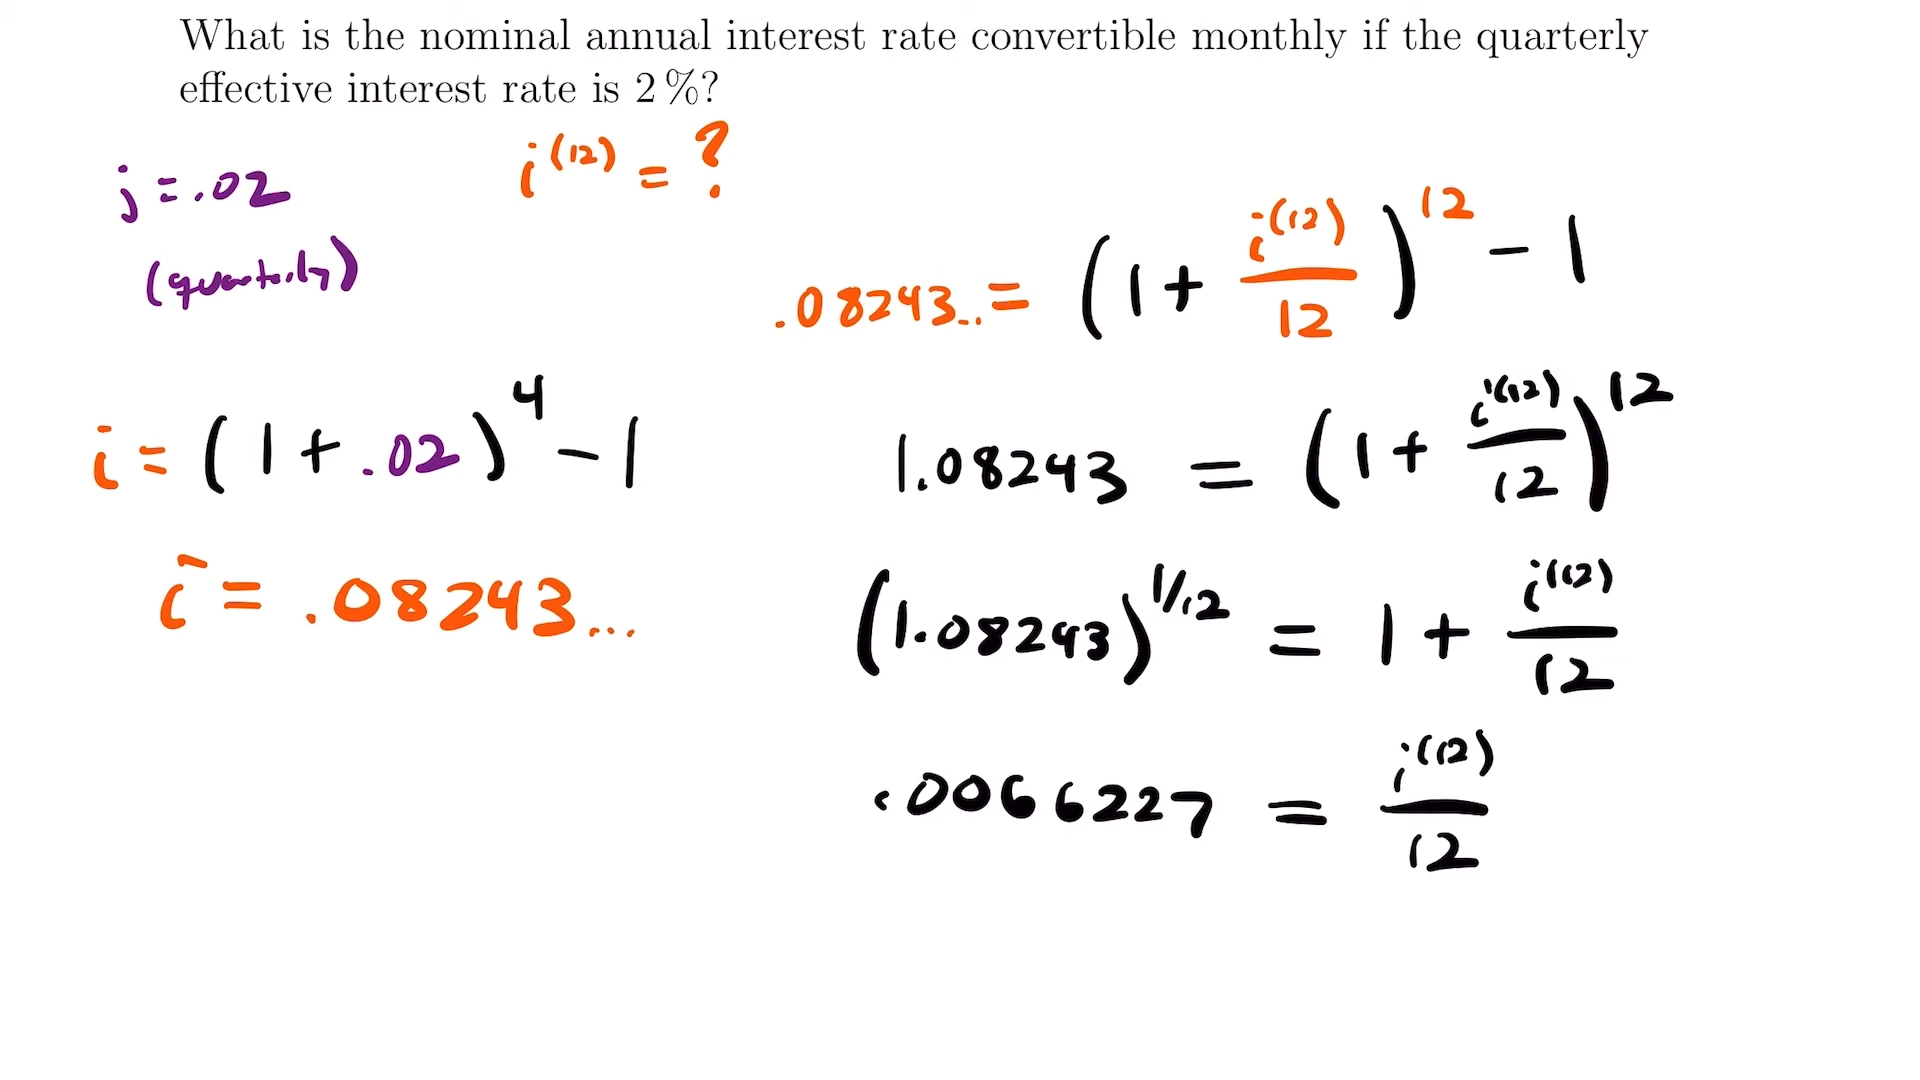 What is the nominal annual interest rate convertible monthly if the quarterly
effective interest rate is 2 %?
j = .02
(quarterly)
i^(12) = ?
i = (1 + .02)^4 - 1
i = .08243...
.08243... = (1 + i^(12)/12)^12 - 1
1.08243 = (1 + i^(12)/12)^12
(1.08243)^1/12 = 1 + i^(12)/12
.0066227 = i^(12)/12